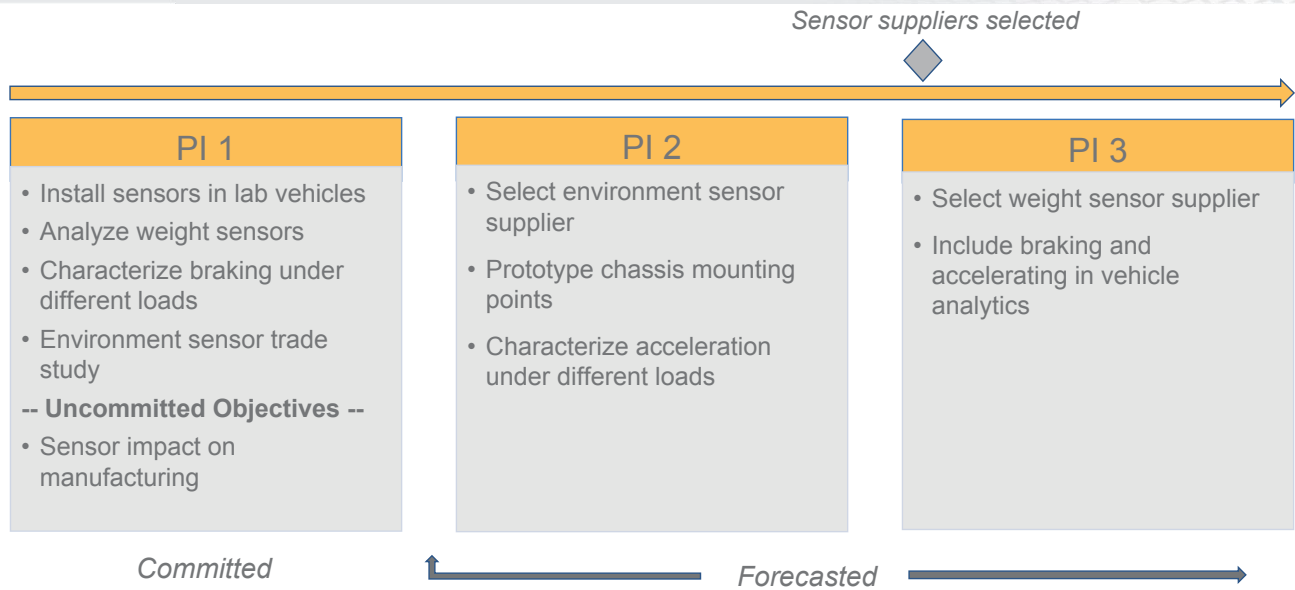 Sensor suppliers selected
PI 1
• Install sensors in lab vehicles
• Analyze weight sensors
• Characterize braking under
different loads
• Environment sensor trade
study
-- Uncommitted Objectives --
• Sensor impact on
manufacturing
PI 2
• Select environment sensor
supplier
• Prototype chassis mounting
points
• Characterize acceleration
under different loads
PI 3
• Select weight sensor supplier
• Include braking and
accelerating in vehicle
analytics
Committed
Forecasted